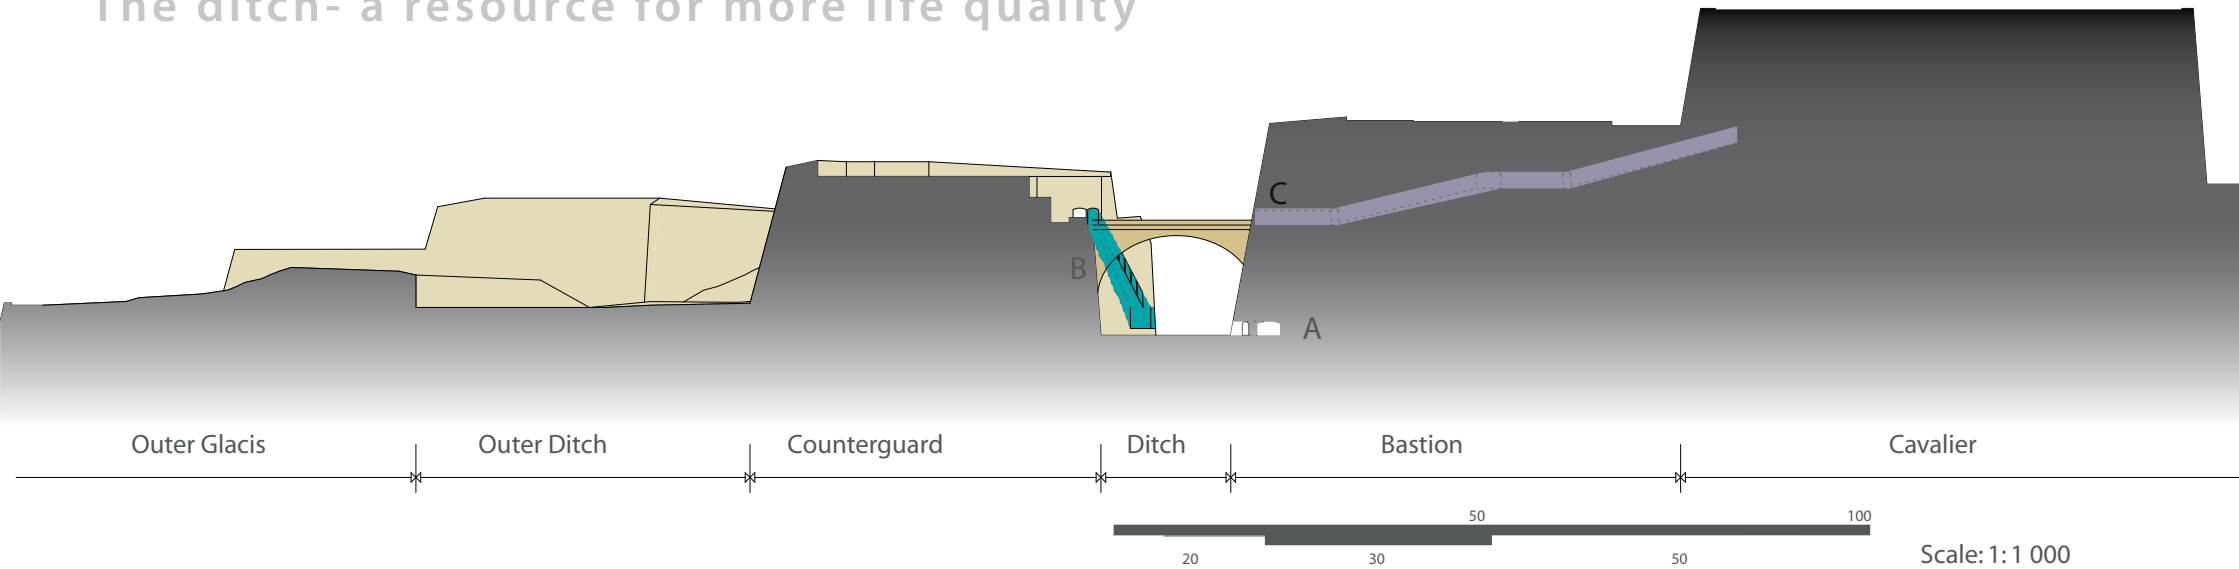 The ditch- a resource for more life quality
C
B
A
Outer Glacis Outer Ditch Counterguard Ditch Bastion Cavalier
50 100
20 30 50
Scale: 1: 1 000